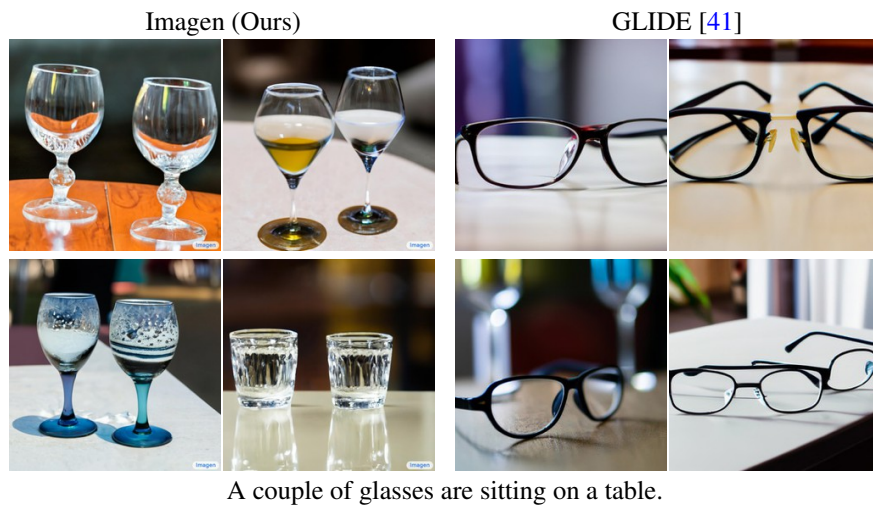 Imagen (Ours)
GLIDE [41]
Imagen
Imagen
Imagen
Imagen
A couple of glasses are sitting on a table.